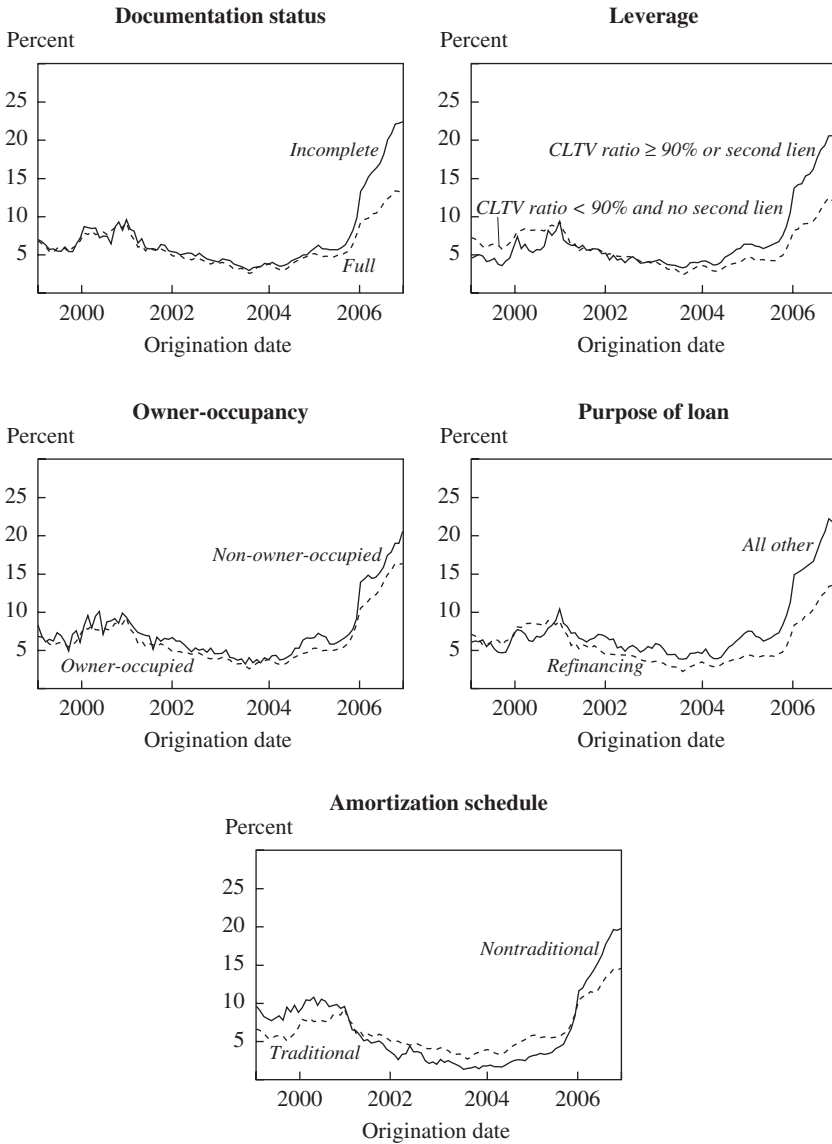 Documentation status
Percent
25
20
15
10
5
Incomplete
Full
2000 2002 2004 2006
Origination date
Leverage
Percent
25
20
15
10
5
CLTV ratio ≥ 90% or second lien
CLTV ratio < 90% and no second lien
2000 2002 2004 2006
Origination date
Owner-occupancy
Percent
25
20
15
10
5
Non-owner-occupied
Owner-occupied
2000 2002 2004 2006
Origination date
Purpose of loan
Percent
25
20
15
10
5
All other
Refinancing
2000 2002 2004 2006
Origination date
Amortization schedule
Percent
25
20
15
10
5
Nontraditional
Traditional
2000 2002 2004 2006
Origination date